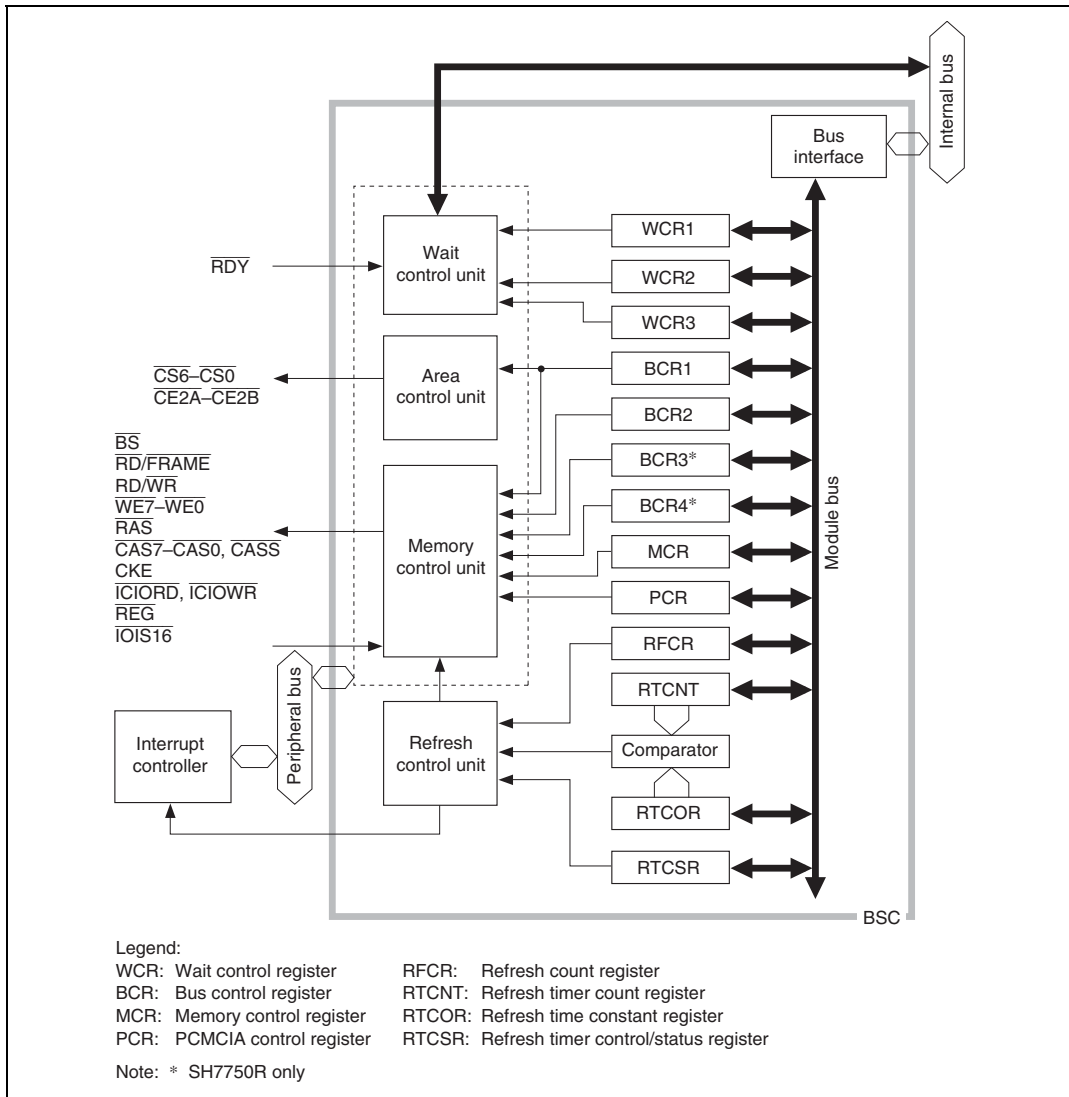 Internal bus
Bus
interface
Wait
control unit
WCR1
RDY
WCR2
WCR3
Area
control unit
BCR1
CS6–CS0
CE2A–CE2B
BCR2
BS
RD/FRAME
RD/WR
WE7–WE0
RAS
CAS7–CAS0, CASS
CKE
ICIORD, ICIOWR
REG
IOIS16
Memory
control unit
BCR3*
BCR4*
MCR
PCR
Module bus
RFCR
RTCNT
Peripheral bus
Interrupt
controller
Refresh
control unit
Comparator
RTCOR
RTCSR
BSC
Legend:
WCR: Wait control register
BCR: Bus control register
MCR: Memory control register
PCR: PCMCIA control register
RFCR: Refresh count register
RTCNT: Refresh timer count register
RTCOR: Refresh time constant register
RTCSR: Refresh timer control/status register
Note: * SH7750R only